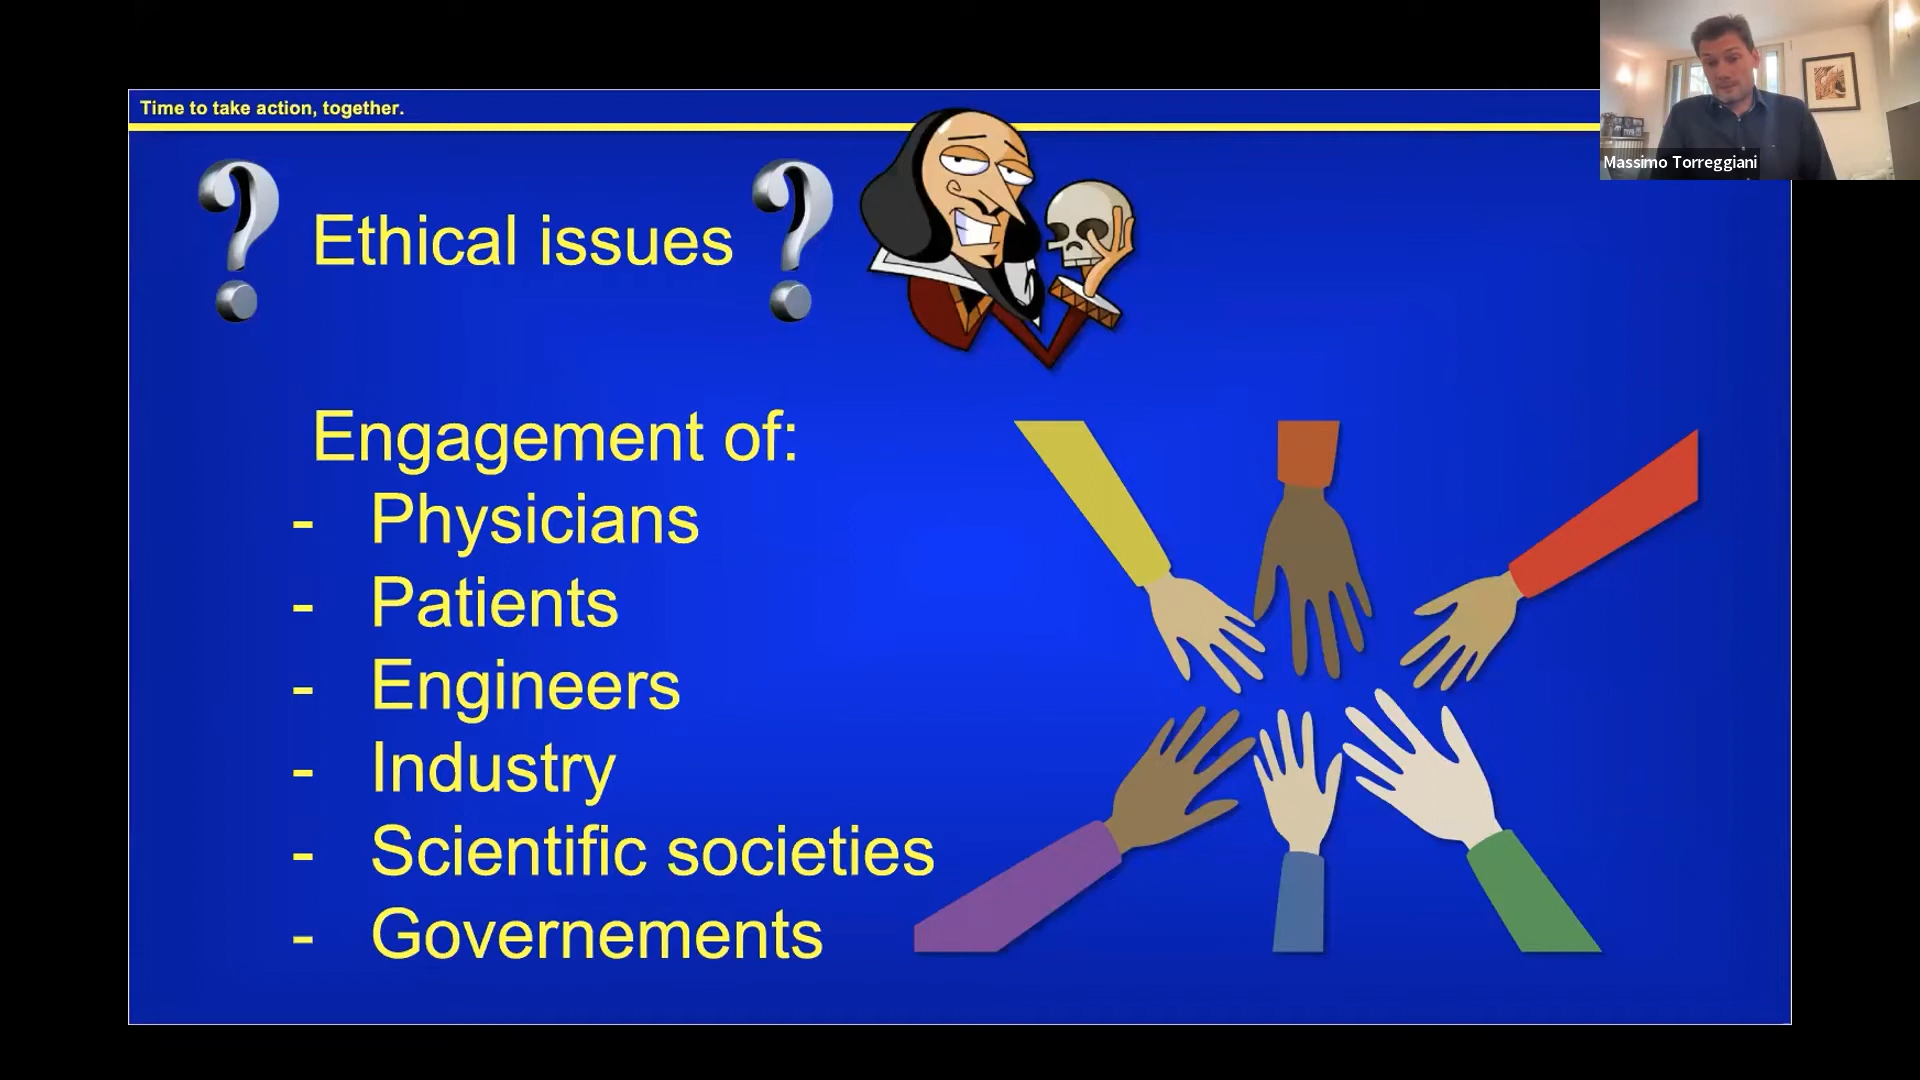 Time to take action, together.
Massimo Torreggiani
? Ethical issues ?
Engagement of:
- Physicians
- Patients
- Engineers
- Industry
- Scientific societies
- Governements